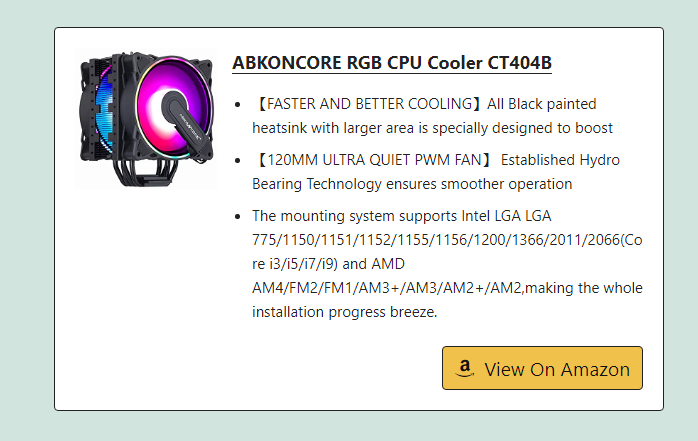 ABKONCORE RGB CPU Cooler CT404B
【FASTER AND BETTER COOLING】All Black painted
heatsink with larger area is specially designed to boost
【120MM ULTRA QUIET PWM FAN】 Established Hydro
Bearing Technology ensures smoother operation
The mounting system supports Intel LGA LGA
775/1150/1151/1152/1155/1156/1200/1366/2011/2066(Co
re i3/i5/i7/i9) and AMD
AM4/FM2/FM1/AM3+/AM3/AM2+/AM2,making the whole
installation progress breeze.
View On Amazon